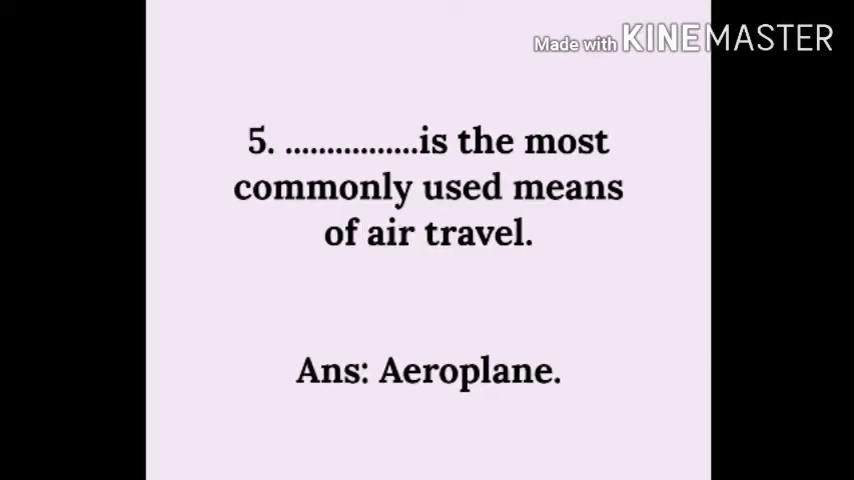 Made with KINEMASTER
5. ................is the most
commonly used means
of air travel.
Ans: Aeroplane.